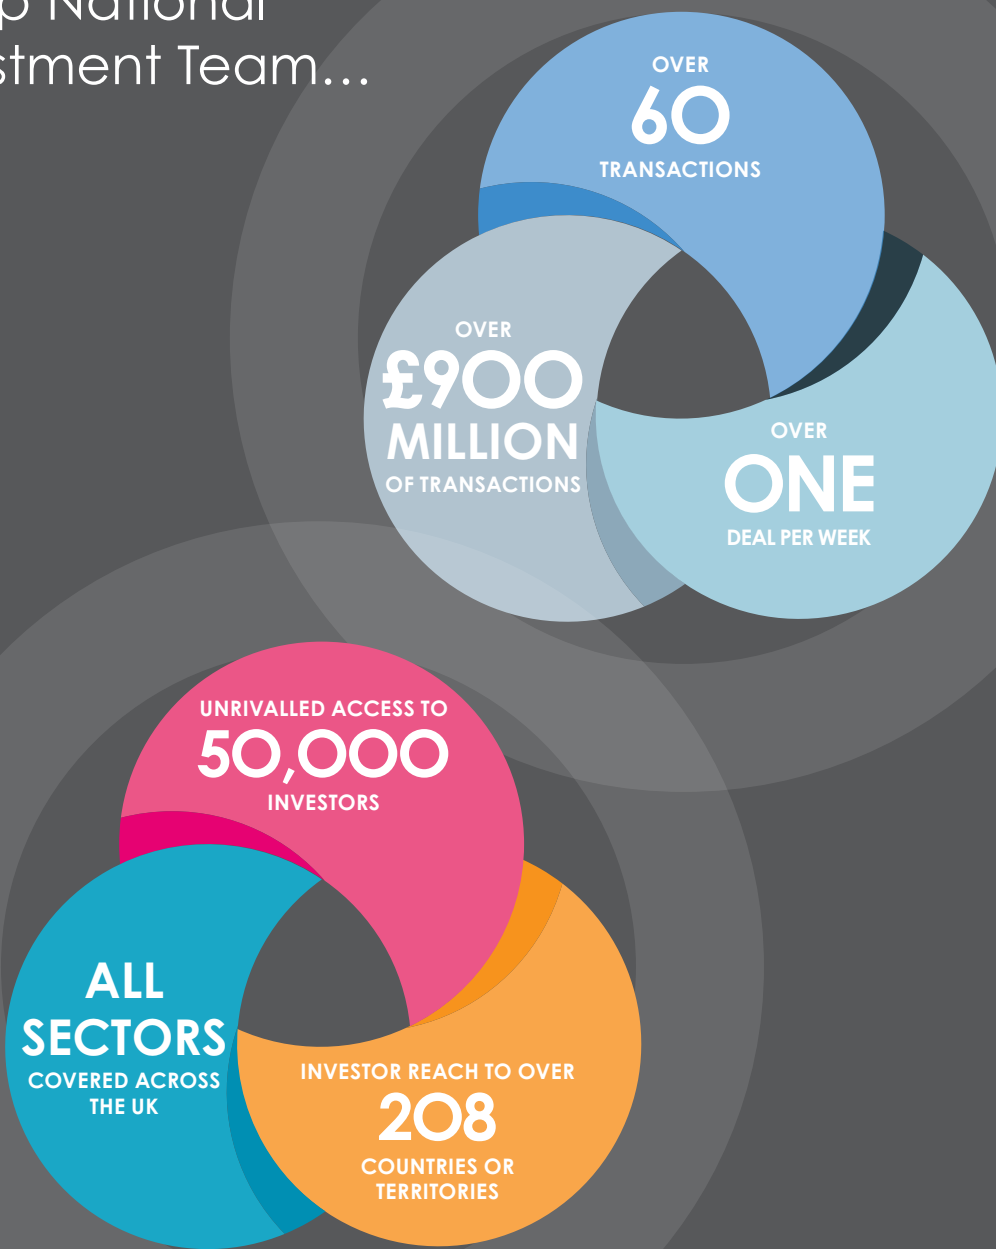 National
stment Team...
OVER
60
TRANSACTIONS
OVER
£900
MILLION
OF TRANSACTIONS
OVER
ONE
DEAL PER WEEK
UNRIVALLED ACCESS TO
50,000
INVESTORS
ALL
SECTORS
COVERED ACROSS
THE UK
INVESTOR REACH TO OVER
208
COUNTRIES OR
TERRITORIES